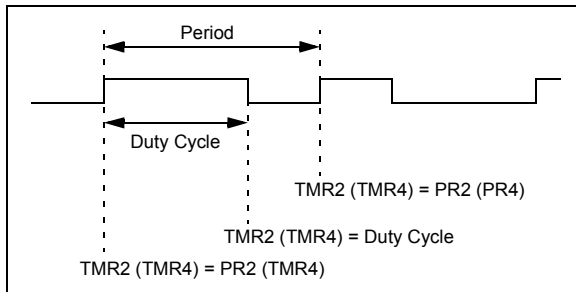 Period
Duty Cycle
TMR2 (TMR4) = PR2 (PR4)
TMR2 (TMR4) = Duty Cycle
TMR2 (TMR4) = PR2 (TMR4)